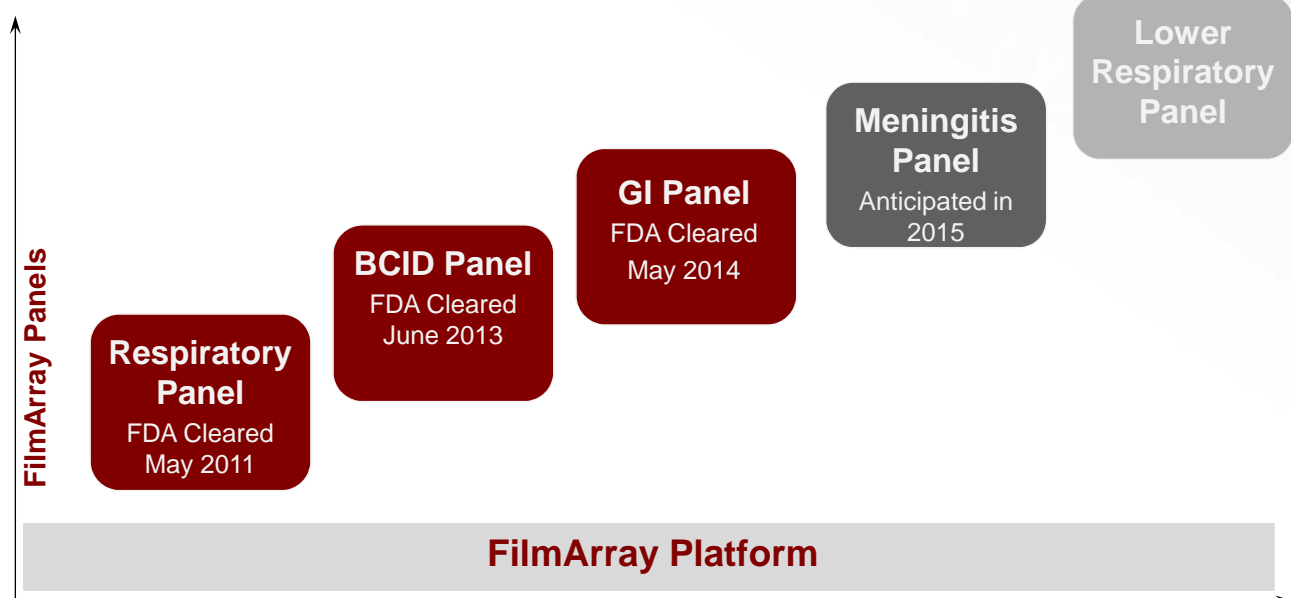 Lower
Respiratory
Panel
Meningitis
Panel
Anticipated in
2015
GI Panel
FDA Cleared
May 2014
BCID Panel
FDA Cleared
June 2013
Respiratory
Panel
FDA Cleared
May 2011
FilmArray Panels
FilmArray Platform